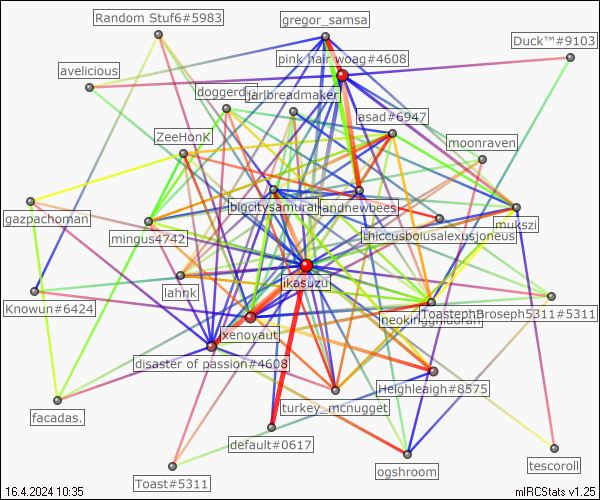 Random Stuf6#5983
gregor_samsa
Duck™#9103
pink hair woag#4608
avelicious
doggerd
jarlbreadmaker
asad#6947
ZeeHonK
moonraven
bigcitysamurai
andnewbees
gazpachoman
mukszi
mingus4742
thiccusboiusalexusjoneus
lahnk
ikasuzu
Knowun#6424
neokingghidorah
ToastephBroseph5311#5311
xenovaut
disaster of passion#4608
Heighleaigh#8575
turkey_mcnugget
facadas.
default#0617
tescoroll
ogshroom
Toast#5311
16.4.2024 10:35
mIRCStats v1.25